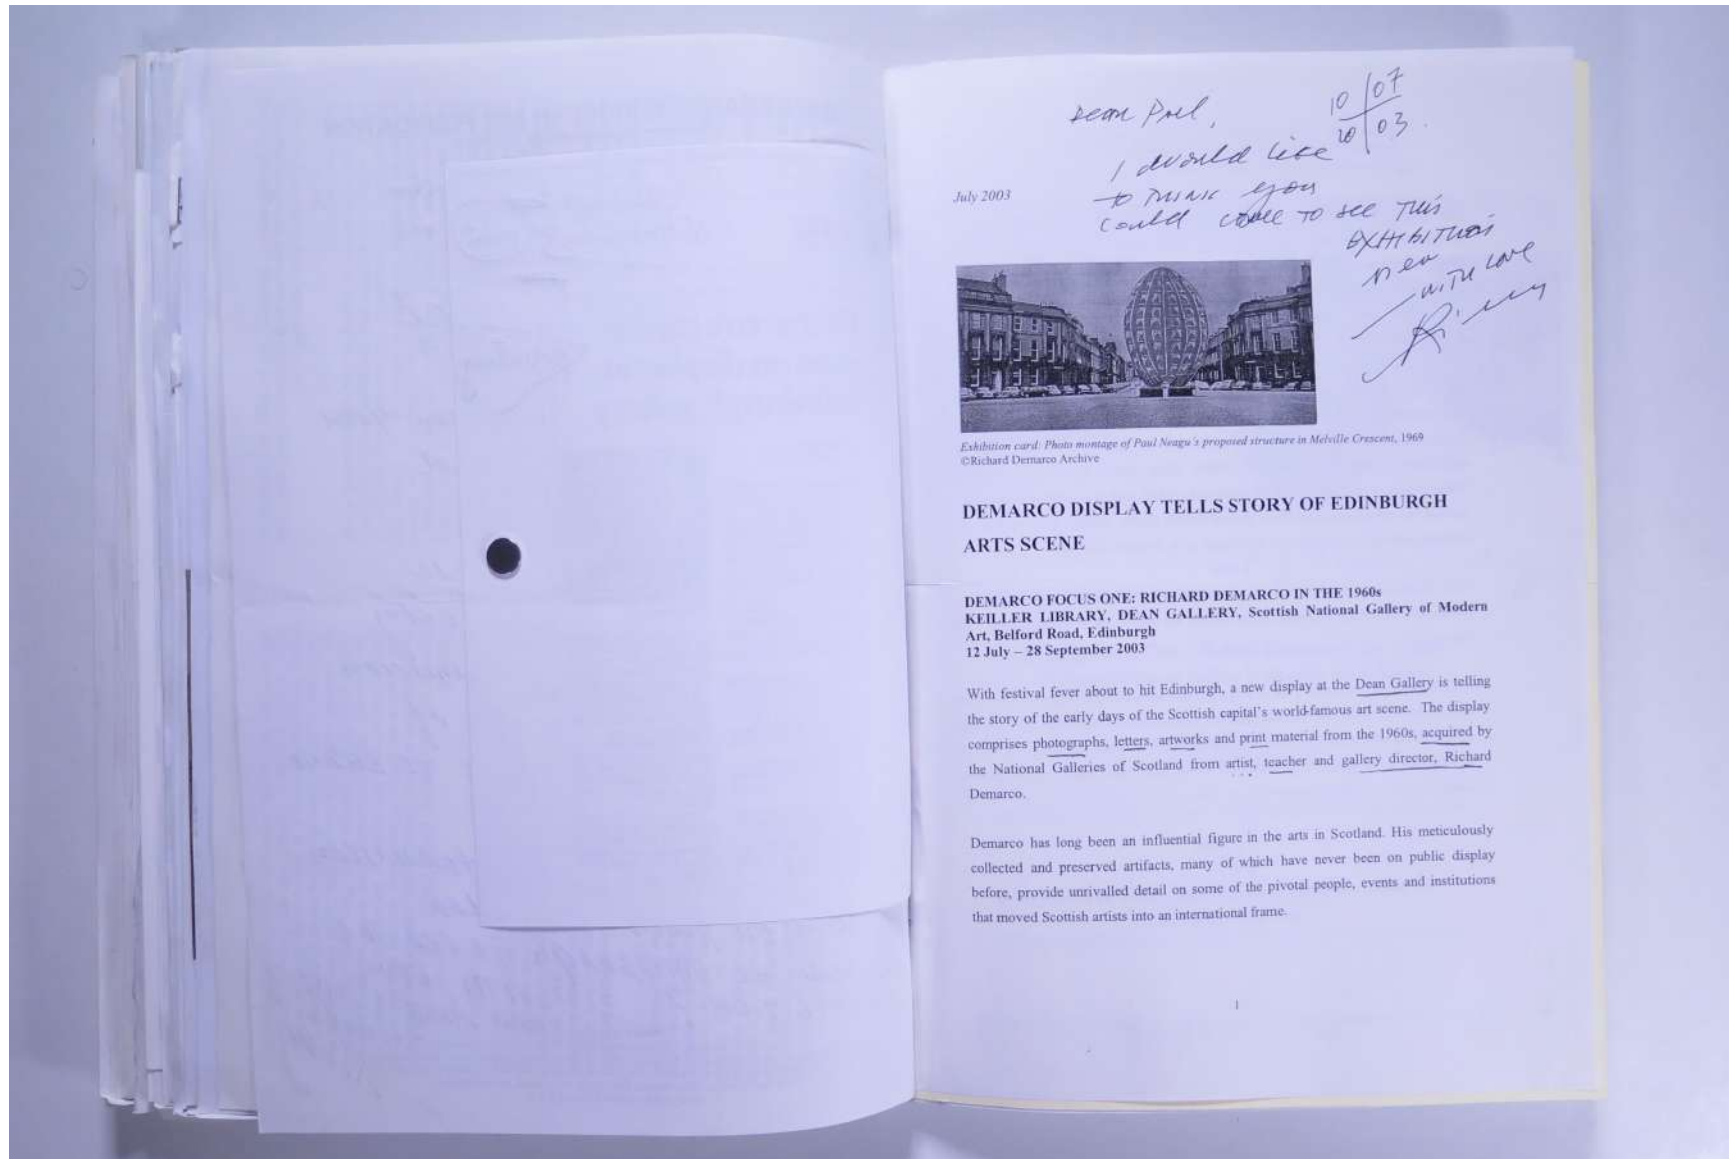 Dear Paul,
10 | 07
20 | 03
I would like
to think you
could come to see this
EXHIBITION
with love
July 2003
Exhibition card: Photo montage of Paul Neagu's proposed structure in Melville Crescent, 1969
©Richard Demarco Archive
DEMARCO DISPLAY TELLS STORY OF EDINBURGH
ARTS SCENE
DEMARCO FOCUS ONE: RICHARD DEMARCO IN THE 1960s
KEILLER LIBRARY, DEAN GALLERY, Scottish National Gallery of Modern
Art, Belford Road, Edinburgh
12 July – 28 September 2003
With festival fever about to hit Edinburgh, a new display at the Dean Gallery is telling
the story of the early days of the Scottish capital's world-famous art scene. The display
comprises photographs, letters, artworks and print material from the 1960s, acquired by
the National Galleries of Scotland from artist, teacher and gallery director, Richard
Demarco.
Demarco has long been an influential figure in the arts in Scotland. His meticulously
collected and preserved artifacts, many of which have never been on public display
before, provide unrivalled detail on some of the pivotal people, events and institutions
that moved Scottish artists into an international frame.
1